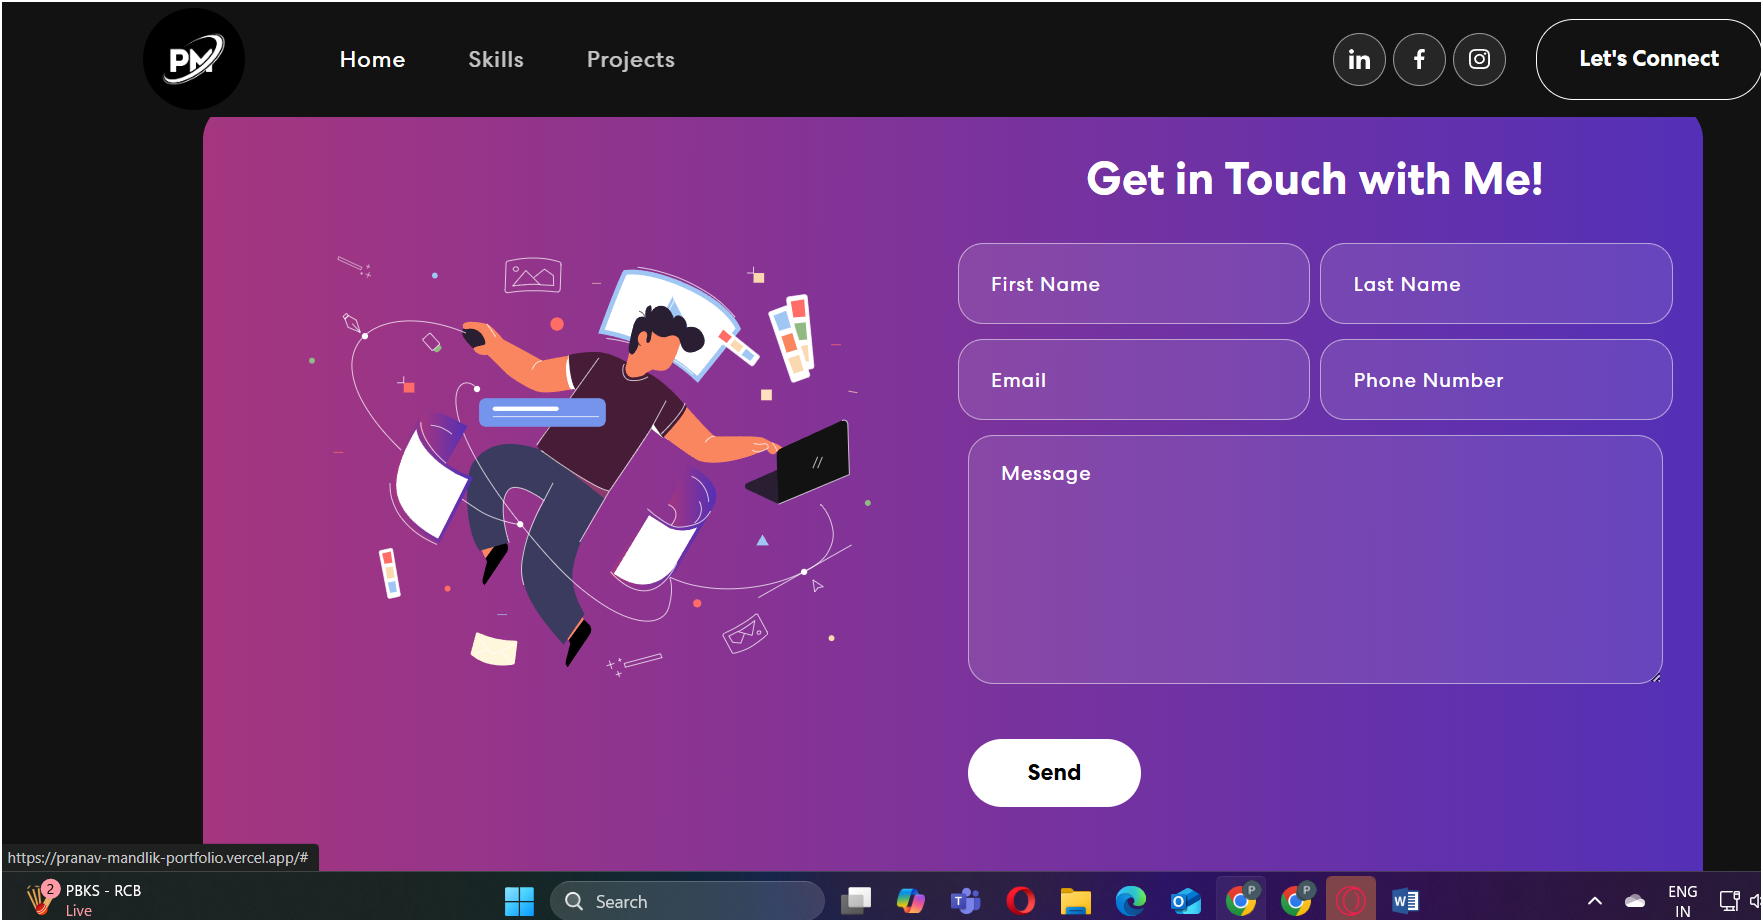 PM
Home Skills Projects
in f Let's Connect
Get in Touch with Me!
First Name Last Name
Email Phone Number
Message
Send
https://pranav-mandlik-portfolio.vercel.app/#
2 PBKS - RCB
Live
Search
P P
ENG
IN